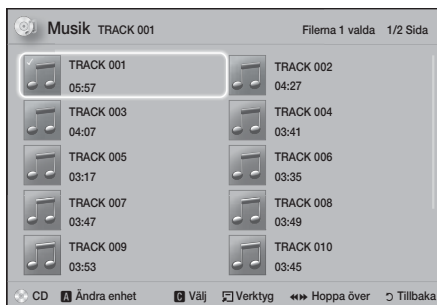 Musik TRACK 001 Filerna 1 valda 1/2 Sida
TRACK 001
05:57
TRACK 002
04:27
TRACK 003
04:07
TRACK 004
03:41
TRACK 005
03:17
TRACK 006
03:35
TRACK 007
03:47
TRACK 008
03:49
TRACK 009
03:53
TRACK 010
03:45
CD A Ändra enhet C Välj Verktyg Hoppa över Tillbaka